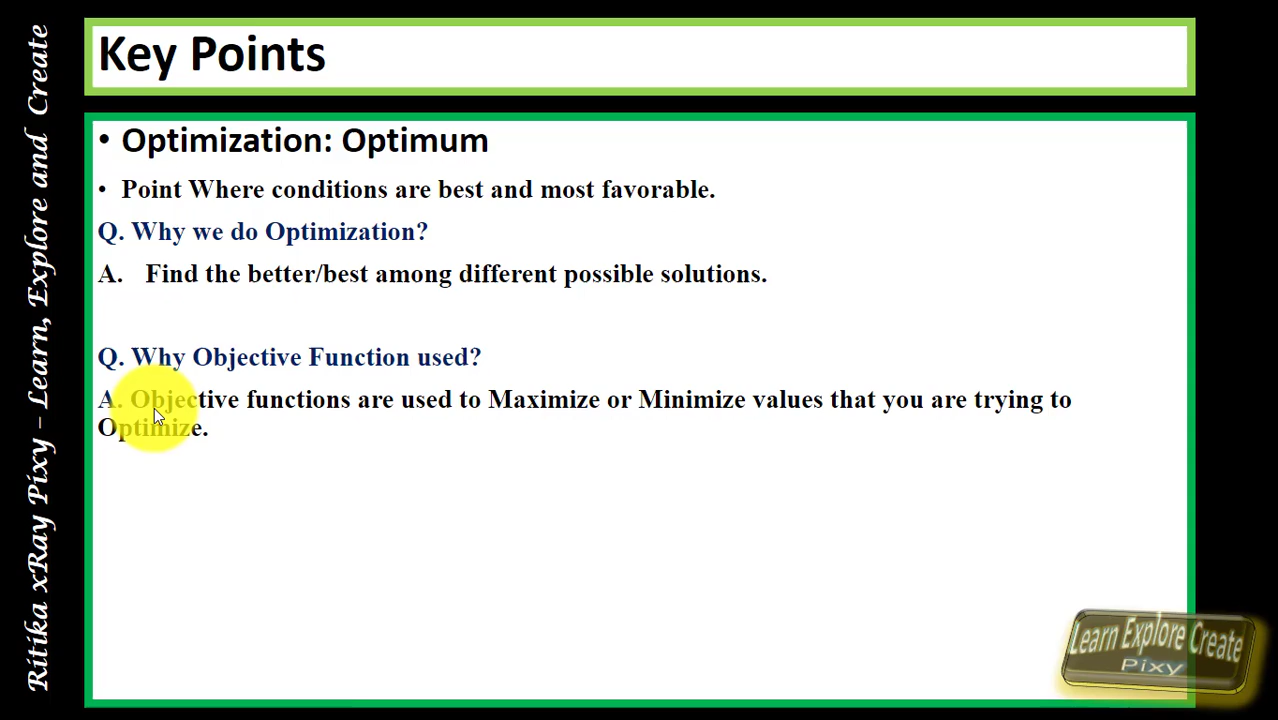 Key Points
• Optimization: Optimum
• Point Where conditions are best and most favorable.
Q. Why we do Optimization?
A. Find the better/best among different possible solutions.
Q. Why Objective Function used?
A. Objective functions are used to Maximize or Minimize values that you are trying to
Optimize.
Ritika xRay Pixy – Learn, Explore and Create
Learn Explore Create
Pixy